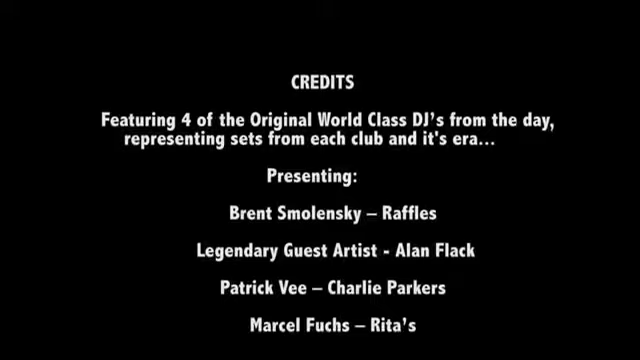 CREDITS
Featuring 4 of the Original World Class DJ's from the day,
representing sets from each club and it's era...
Presenting:
Brent Smolensky – Raffles
Legendary Guest Artist - Alan Flack
Patrick Vee – Charlie Parkers
Marcel Fuchs – Rita's